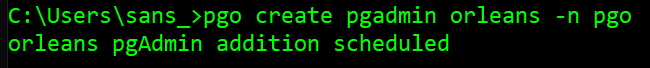 C:\Users\sans_>pgo create pgadmin orleans -n pgo
orleans pgAdmin addition scheduled